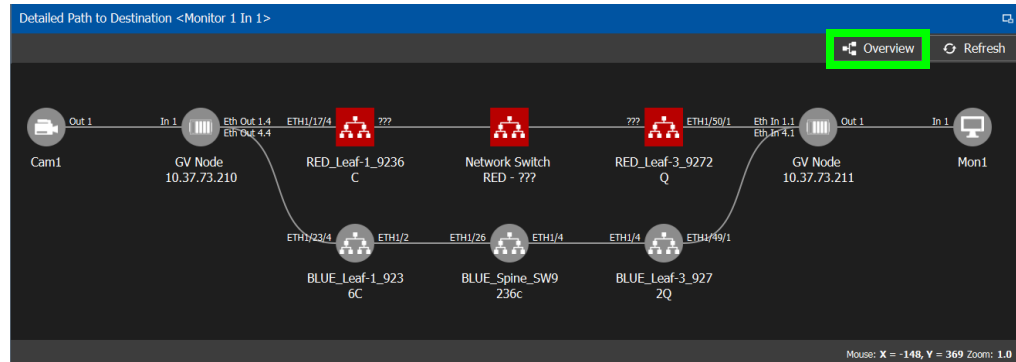 Detailed Path to Destination <Monitor 1 In 1>
Overview
Refresh
Out 1
In 1
Eth Out 1.4
Eth Out 4.4
ETH1/17/4
???
???
ETH1/50/1
Eth In 1.1
Eth In 4.1
Out 1
In 1
Cam1
GV Node
10.37.73.210
RED_Leaf-1_9236
C
Network Switch
RED - ???
RED_Leaf-3_9272
Q
GV Node
10.37.73.211
Mon1
ETH1/23/4
ETH1/2
ETH1/26
ETH1/4
ETH1/4
ETH1/49/1
BLUE_Leaf-1_923
6C
BLUE_Spine_SW9
236c
BLUE_Leaf-3_927
2Q
Mouse: X = -148, Y = 369 Zoom: 1.0